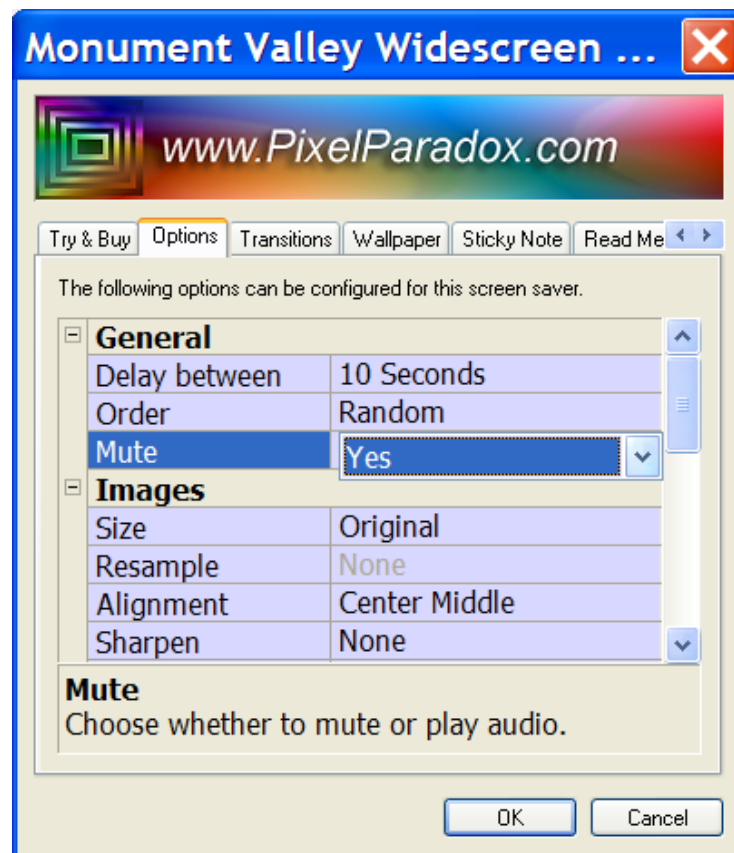 Monument Valley Widescreen ...
www.PixelParadox.com
Try & Buy Options Transitions Wallpaper Sticky Note Read Me
The following options can be configured for this screen saver.
General
Delay between 10 Seconds
Order Random
Mute Yes
Images
Size Original
Resample None
Alignment Center Middle
Sharpen None
Mute
Choose whether to mute or play audio.
OK Cancel